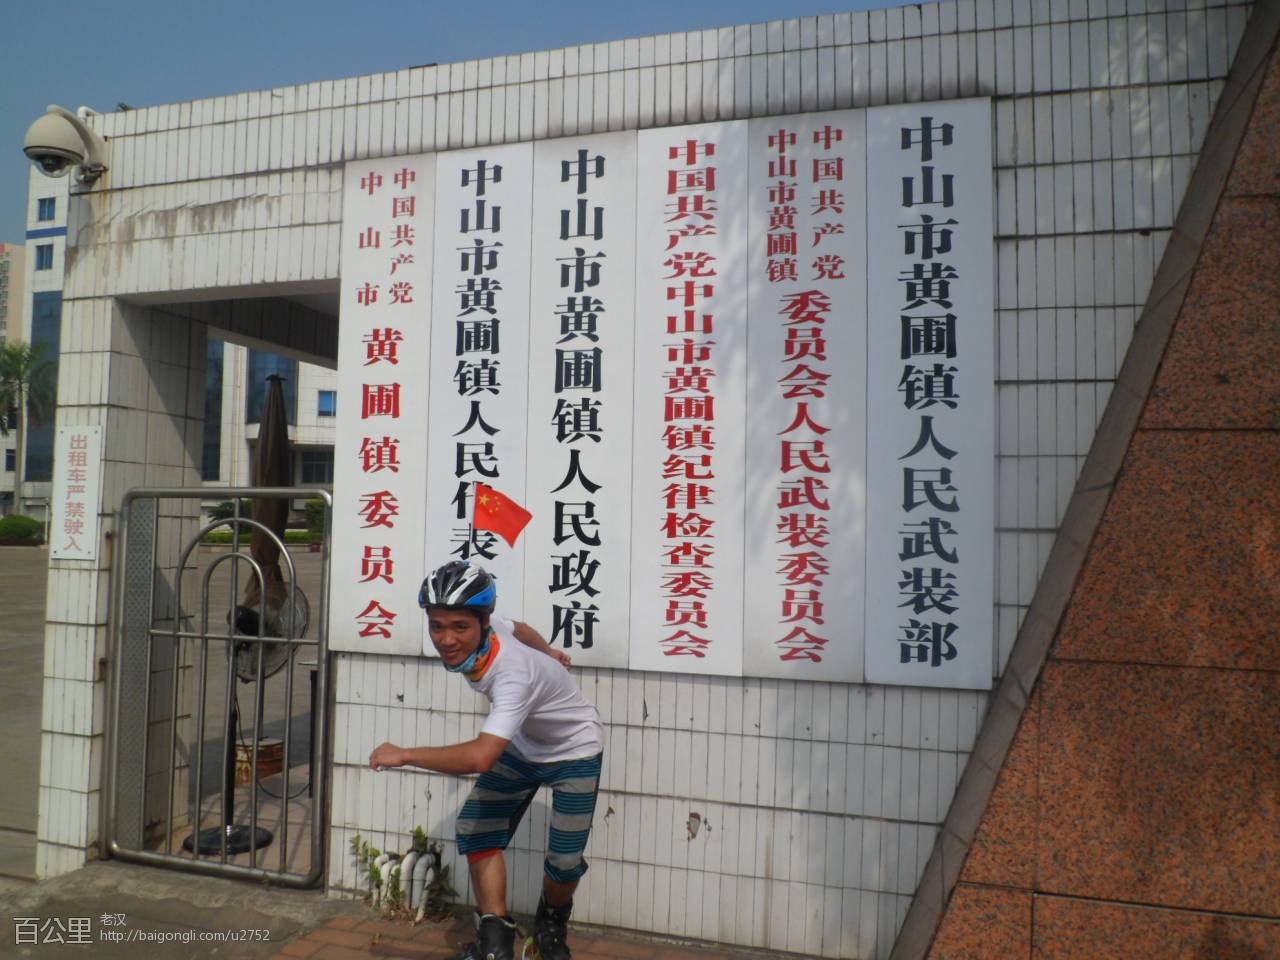 中国共产党
中山市
黄圃镇委员会
中山市黄圃镇人民代表
中山市黄圃镇人民政府
中国共产党中山市黄圃镇纪律检查委员会
中国共产党
中山市黄圃镇
委员会人民武装委员会
中山市黄圃镇人民武装部
出租车严禁驶入
百公里
老汉
http://baigongli.com/u2752